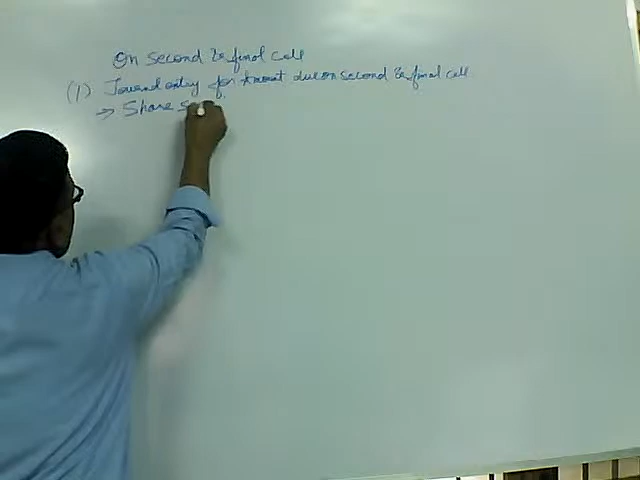 On second & final call
(1) Journal entry for Amount due on second & final call
→ Share S